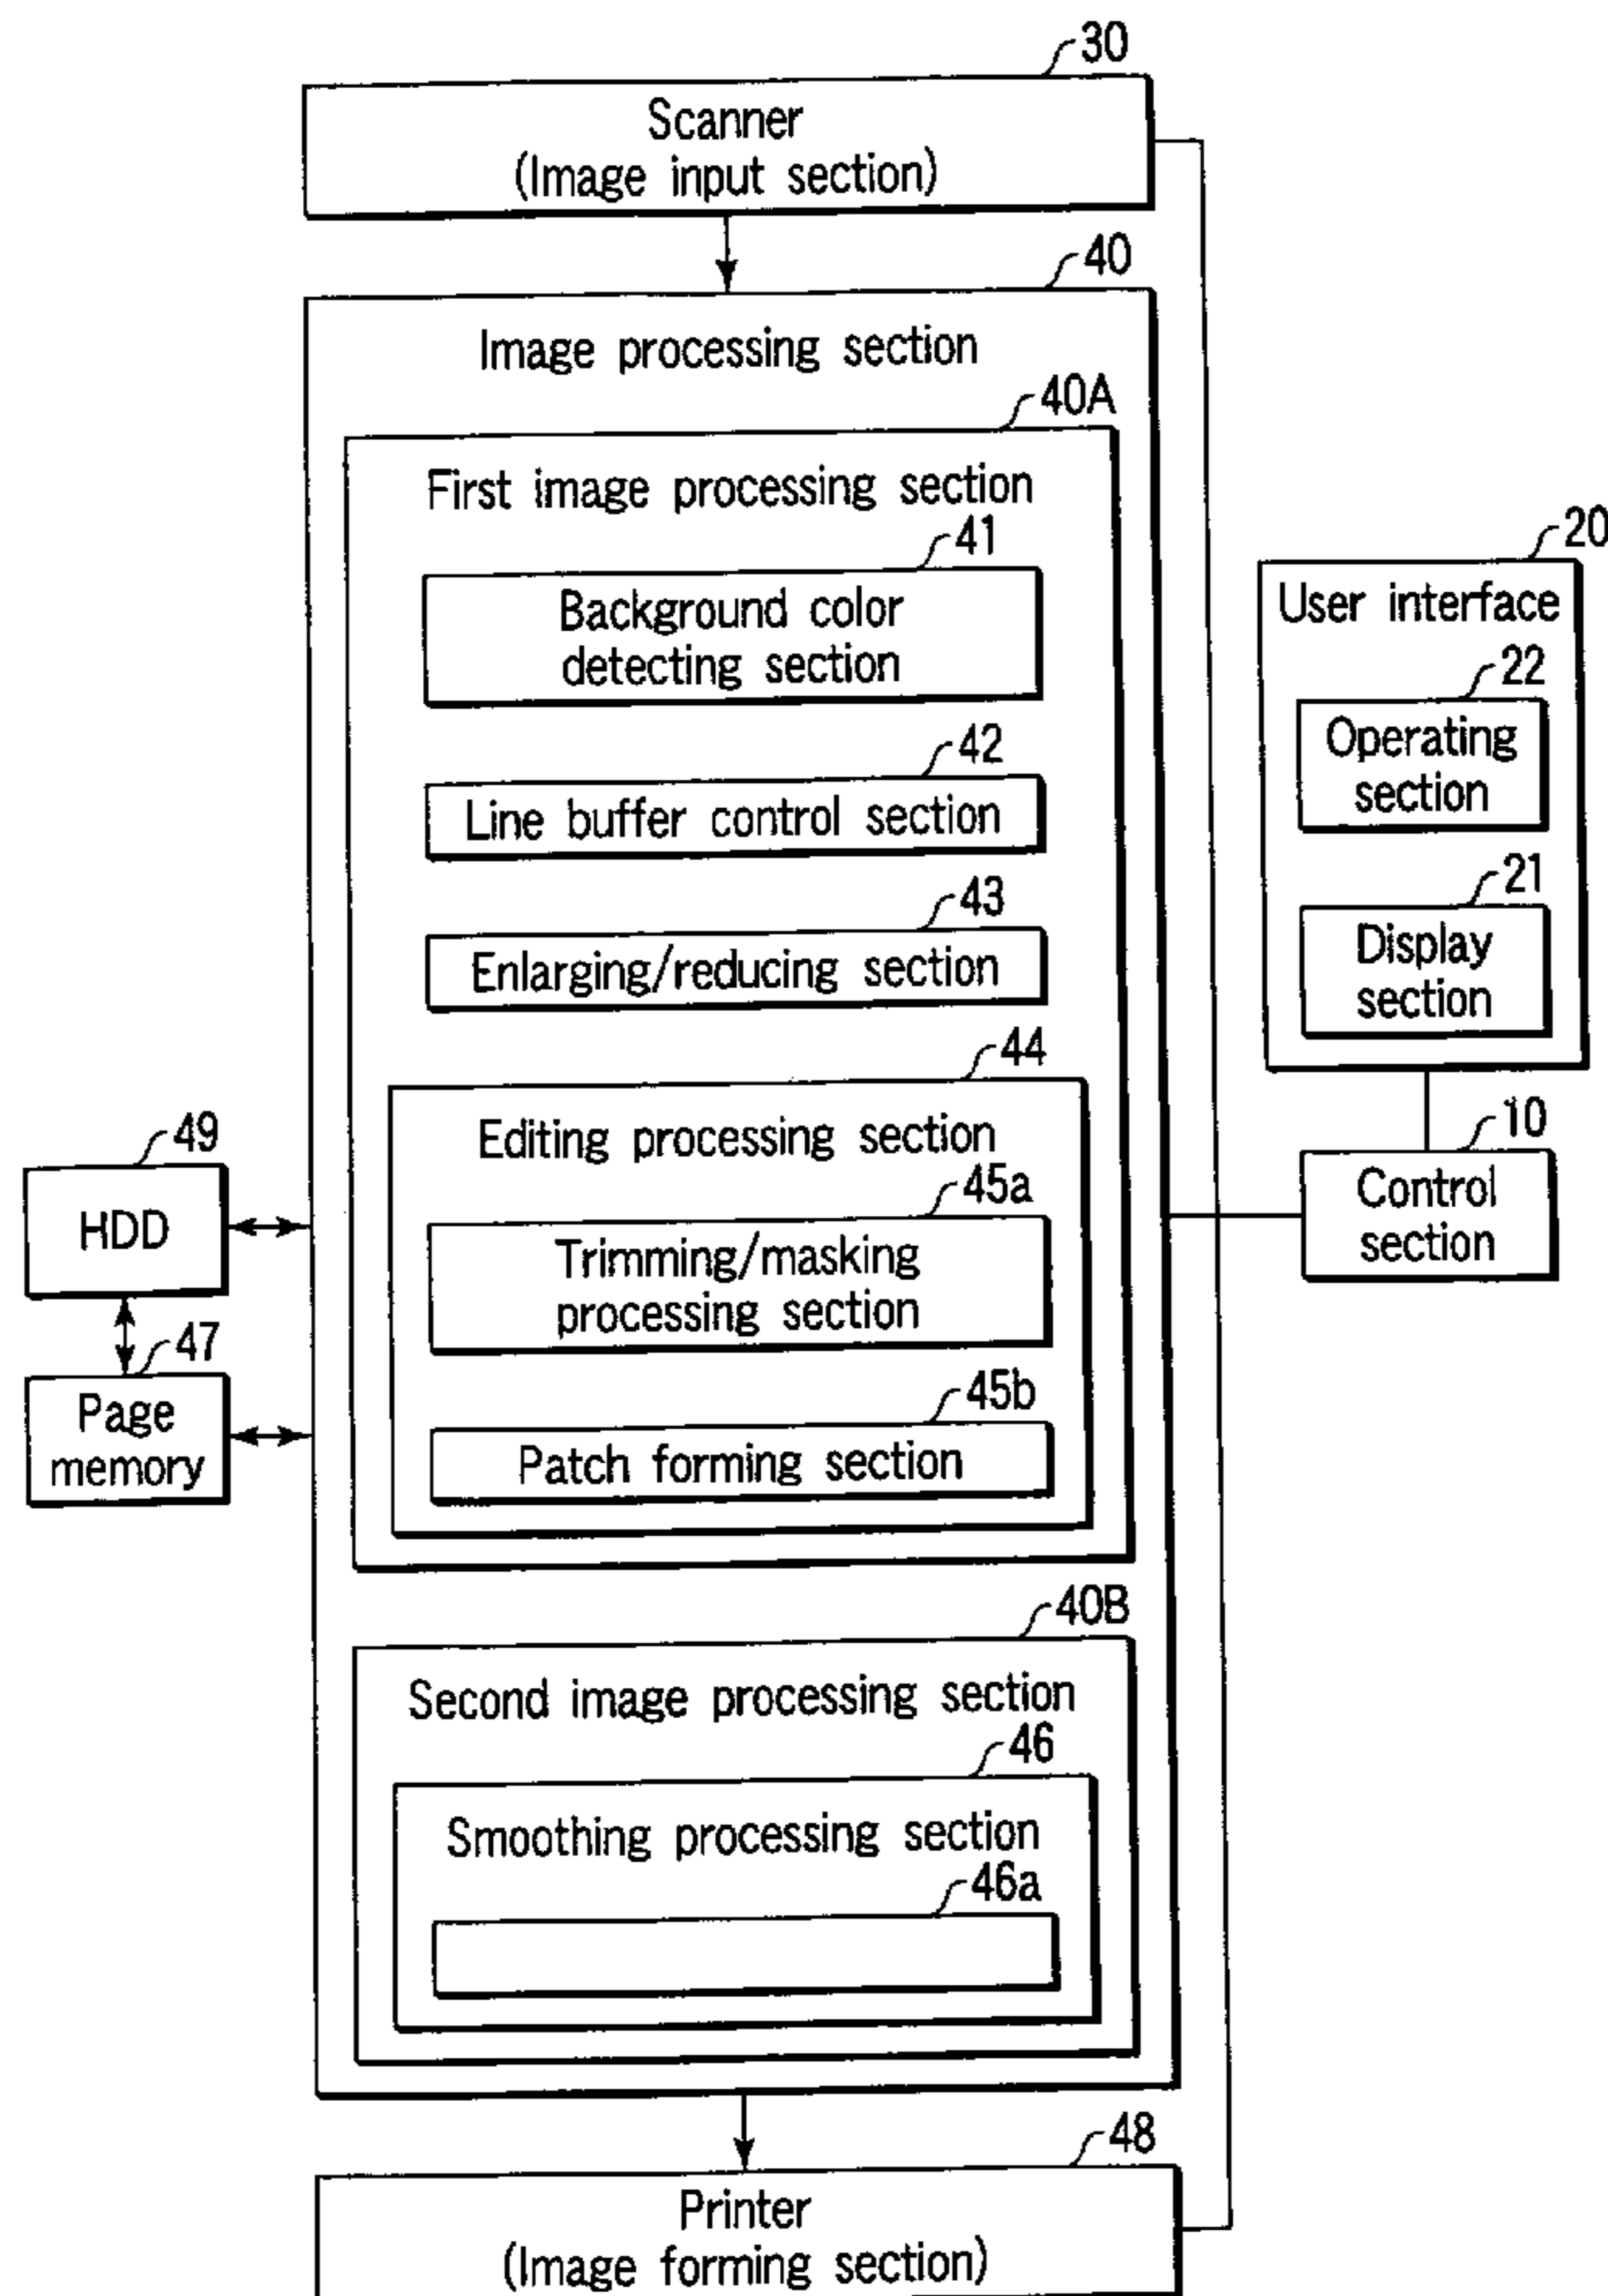 30
Scanner
(Image input section)
40
Image processing section
40A
First image processing section
41
Background color
detecting section
42
Line buffer control section
43
Enlarging/reducing section
44
Editing processing section
45a
Trimming/masking
processing section
45b
Patch forming section
40B
Second image processing section
46
Smoothing processing section
46a
48
Printer
(Image forming section)
49
HDD
47
Page
memory
20
User interface
22
Operating
section
21
Display
section
10
Control
section